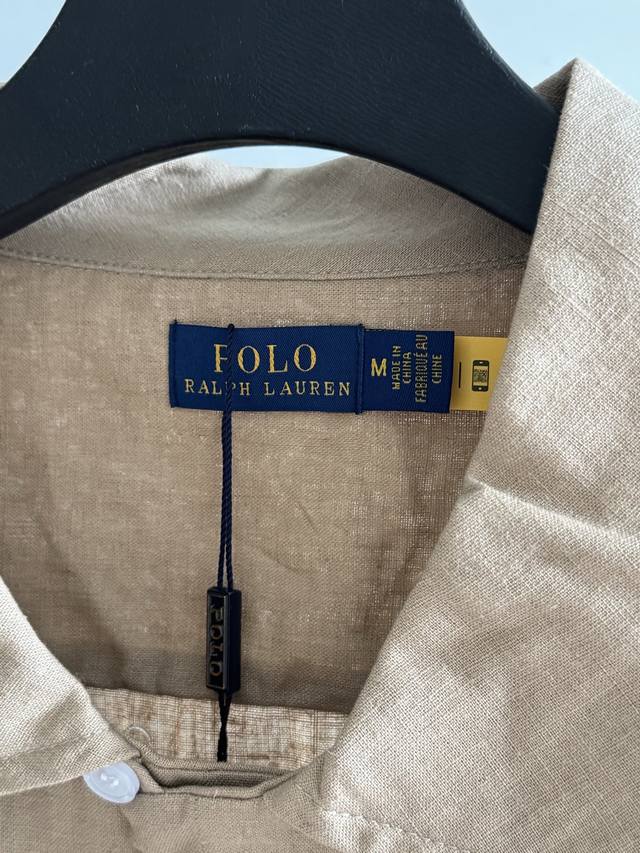 POLO
RALPH LAUREN
M
MADE IN
CHINA
FABRIQUÉ AU
CHINE
POLO